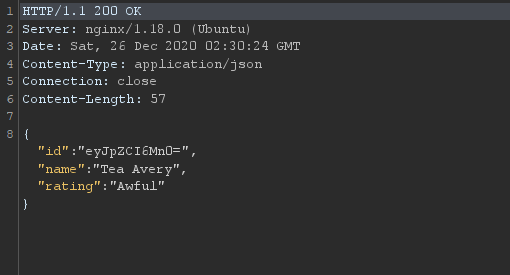 1 HTTP/1.1 200 OK
2 Server: nginx/1.18.0 (Ubuntu)
3 Date: Sat, 26 Dec 2020 02:30:24 GMT
4 Content-Type: application/json
5 Connection: close
6 Content-Length: 57
7
8 {
"id":"eyJpZCI6Mn0=",
"name":"Tea Avery",
"rating":"Awful"
}